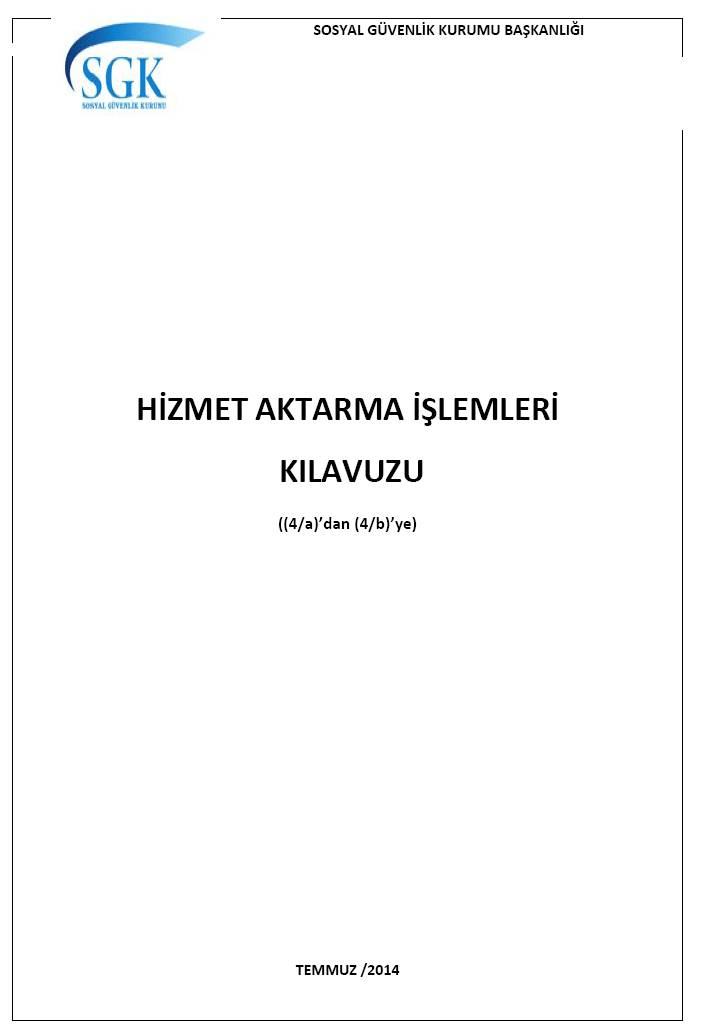 SOSYAL GÜVENLİK KURUMU BAŞKANLIĞI
SGK
SOSYAL GÜVENLİK KURUMU
HİZMET AKTARMA İŞLEMLERİ
KILAVUZU
((4/a)’dan (4/b)’ye)
TEMMUZ /2014